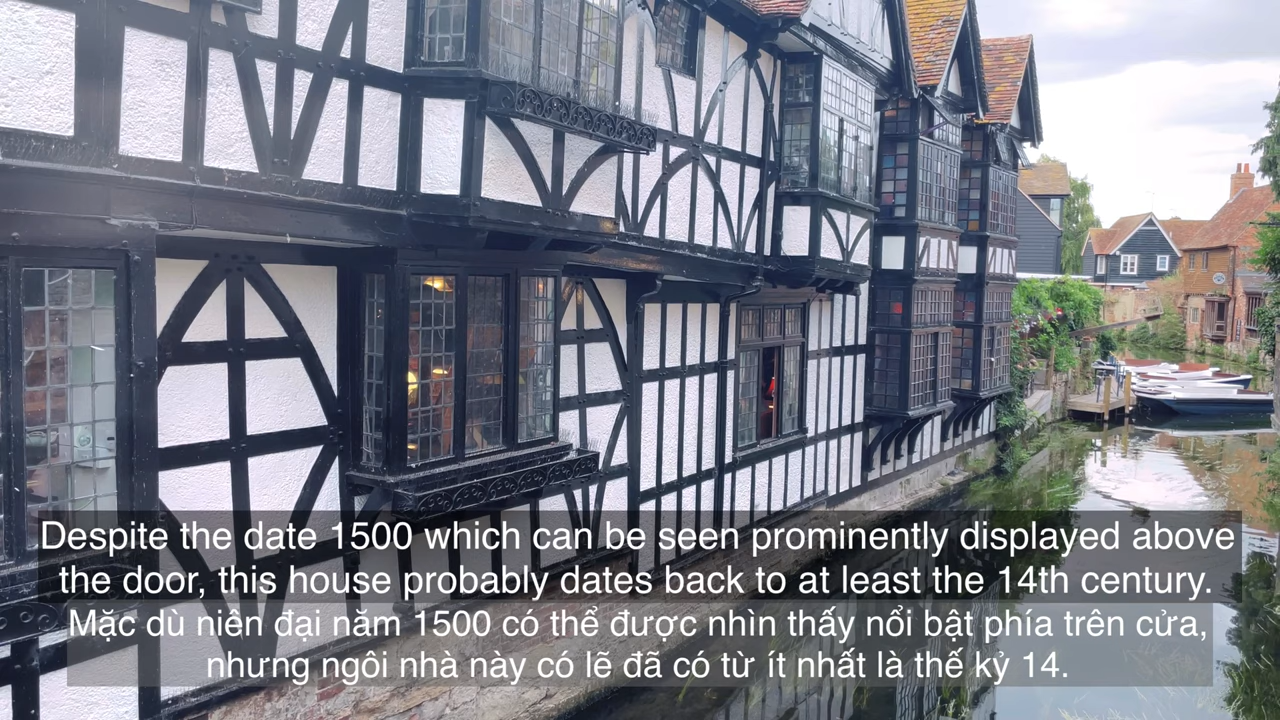 Despite the date 1500 which can be seen prominently displayed above
the door, this house probably dates back to at least the 14th century.
Mặc dù niên đại năm 1500 có thể được nhìn thấy nổi bật phía trên cửa,
nhưng ngôi nhà này có lẽ đã có từ ít nhất là thế kỷ 14.